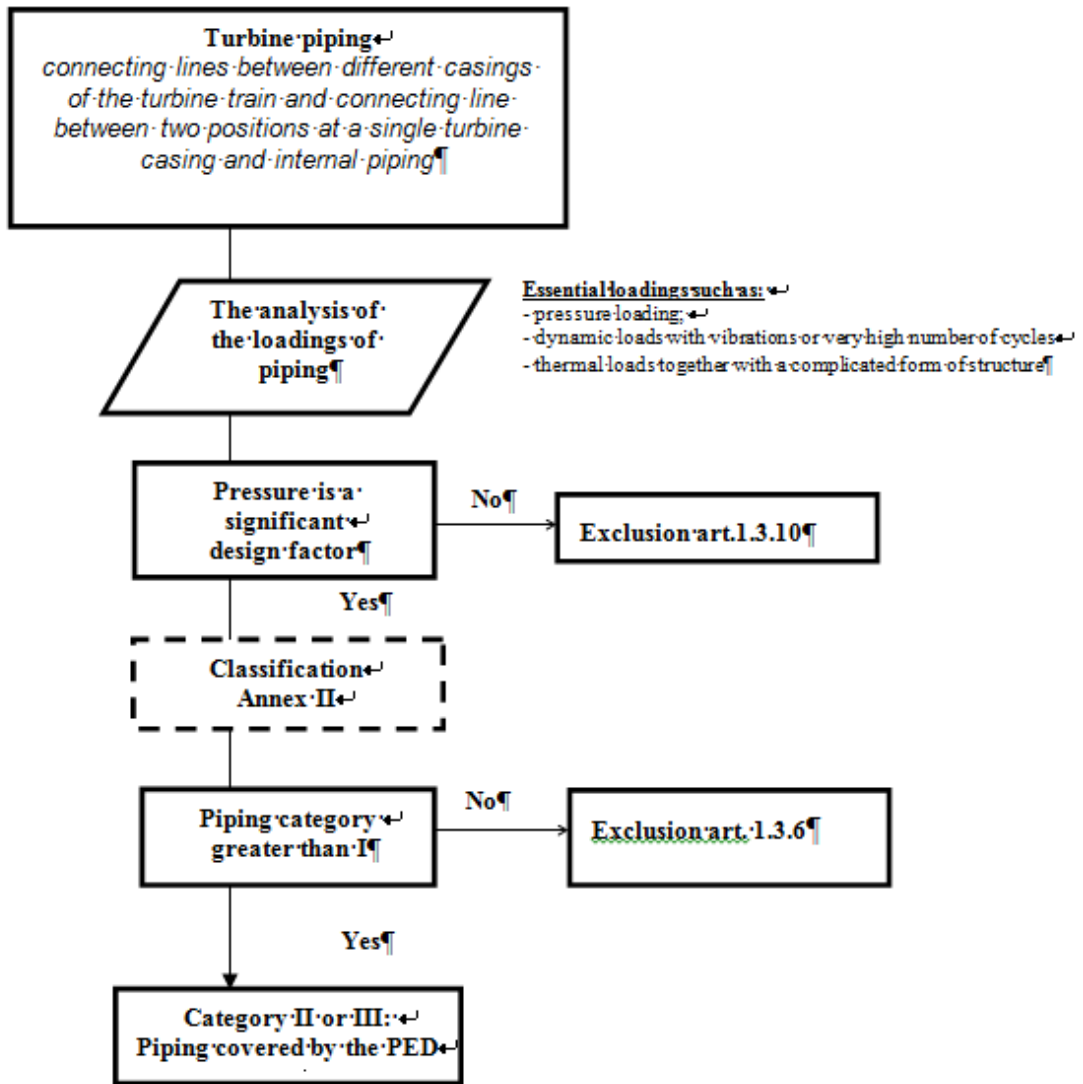 Turbine piping
connecting lines between different casings
of the turbine train and connecting line
between two positions at a single turbine
casing and internal piping¶
The analysis of
the loadings of
piping¶
Essential loadings such as:
- pressure loading;
- dynamic loads with vibrations or very high number of cycles
- thermal loads together with a complicated form of structure¶
Pressure is a
significant
design factor¶
No¶
Exclusion art.1.3.10¶
Yes¶
Classification
Annex II
Piping category
greater than I¶
No¶
Exclusion art. 1.3.6¶
Yes¶
Category II or III:
Piping covered by the PED